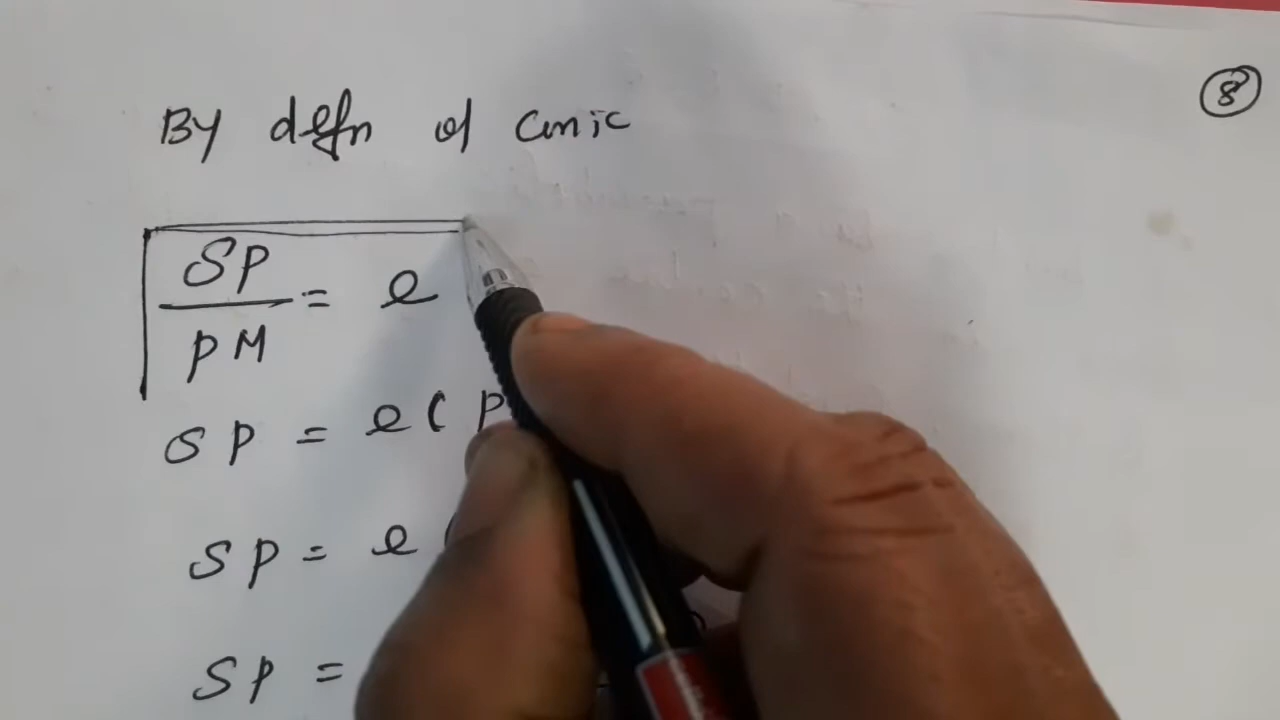 8
By defn of conic
SP
PM
= e
SP = e(P
SP = e(
SP =